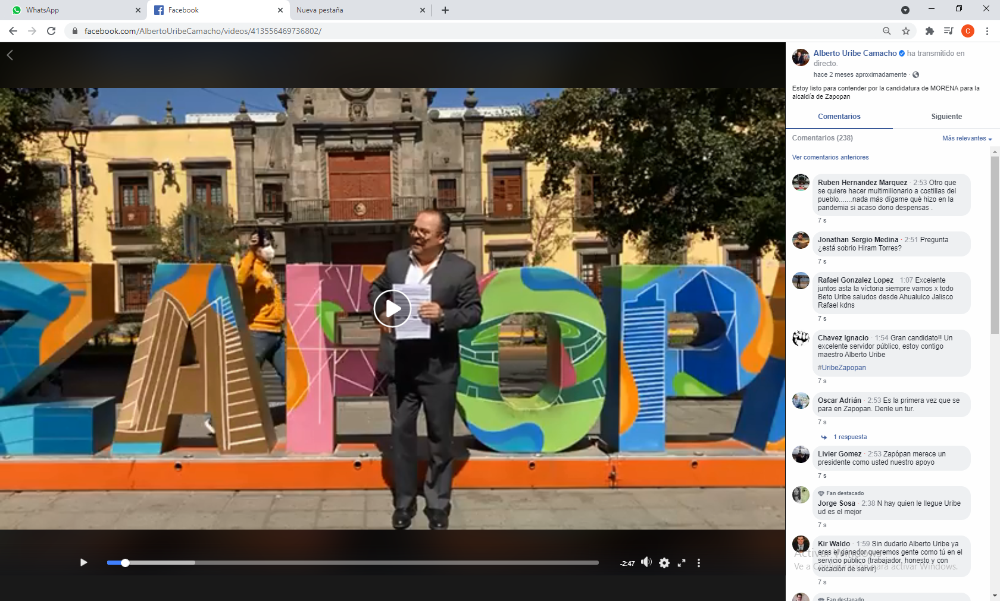 WhatsApp
Facebook
Nueva pestaña
facebook.com/AlbertoUribeCamacho/videos/413556469736802/
C
ZAPOP
-2:47
Alberto Uribe Camacho ha transmitido en
directo.
hace 2 meses aproximadamente ·
Estoy listo para contender por la candidatura de MORENA para la
alcaldía de Zapopan
Comentarios
Siguiente
Comentarios (238)
Más relevantes
Ver comentarios anteriores
Ruben Hernandez Marquez · 2:53 Otro que
se quiere hacer multimillonario a costillas del
pueblo.......nada más dígame qué hizo en la
pandemia si acaso dono despensas .
7 s
Jonathan Sergio Medina · 2:51 Pregunta
¿está sobrio Hiram Torres?
7 s
Rafael Gonzalez Lopez · 1:07 Excelente
juntos asta la víctoria siempre vamos x todo
Beto Uribe saludos desde Ahualulco Jalisco
Rafael kdns
7 s
Chavez Ignacio · 1:54 Gran candidato!! Un
excelente servidor público, estoy contigo
maestro Alberto Uribe
#UribeZapopan
7 s
Oscar Adrián · 2:53 Es la primera vez que se
para en Zapopan. Denle un tur.
7 s
1 respuesta
Livier Gomez · 2:53 Zapópan merece un
presidente como usted nuestro apoyo
7 s
Fan destacado
Jorge Sosa · 2:38 N hay quien le llegue Uribe
ud es el mejor
7 s
Kir Waldo · 1:59 Sin dudarlo Alberto Uribe ya
eres el ganador queremos gente como tú en el
servicio público (trabajador, honesto y con
vocación de servir)
7 s
Activar Windows
Ve a Configuración para activar Windows.
Fan destacado